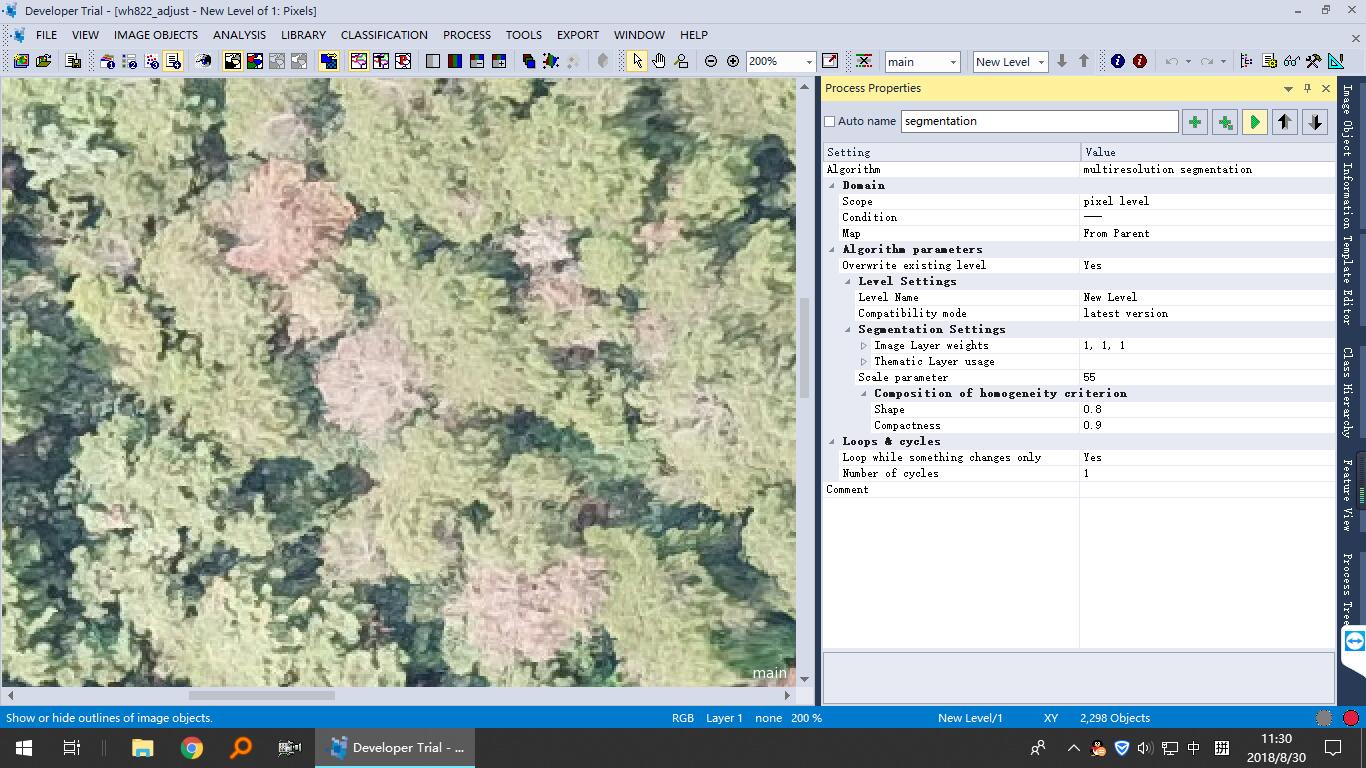 Developer Trial - [wh822_adjust - New Level of 1: Pixels]
FILE VIEW IMAGE OBJECTS ANALYSIS LIBRARY CLASSIFICATION PROCESS TOOLS EXPORT WINDOW HELP
200% main New Level
Process Properties
Auto name segmentation
Setting Value
Algorithm multiresolution segmentation
Domain
Scope pixel level
Condition
Map From Parent
Algorithm parameters
Overwrite existing level Yes
Level Settings
Level Name New Level
Compatibility mode latest version
Segmentation Settings
Image Layer weights 1, 1, 1
Thematic Layer usage
Scale parameter 55
Composition of homogeneity criterion
Shape 0.8
Compactness 0.9
Loops & cycles
Loop while something changes only Yes
Number of cycles 1
Comment
Image Object Information
Template Editor
Class Hierarchy
Feature View
Process Tree
main
Show or hide outlines of image objects. RGB Layer 1 none 200 % New Level/1 XY 2,298 Objects
Developer Trial - ...
中
拼
11:30
2018/8/30